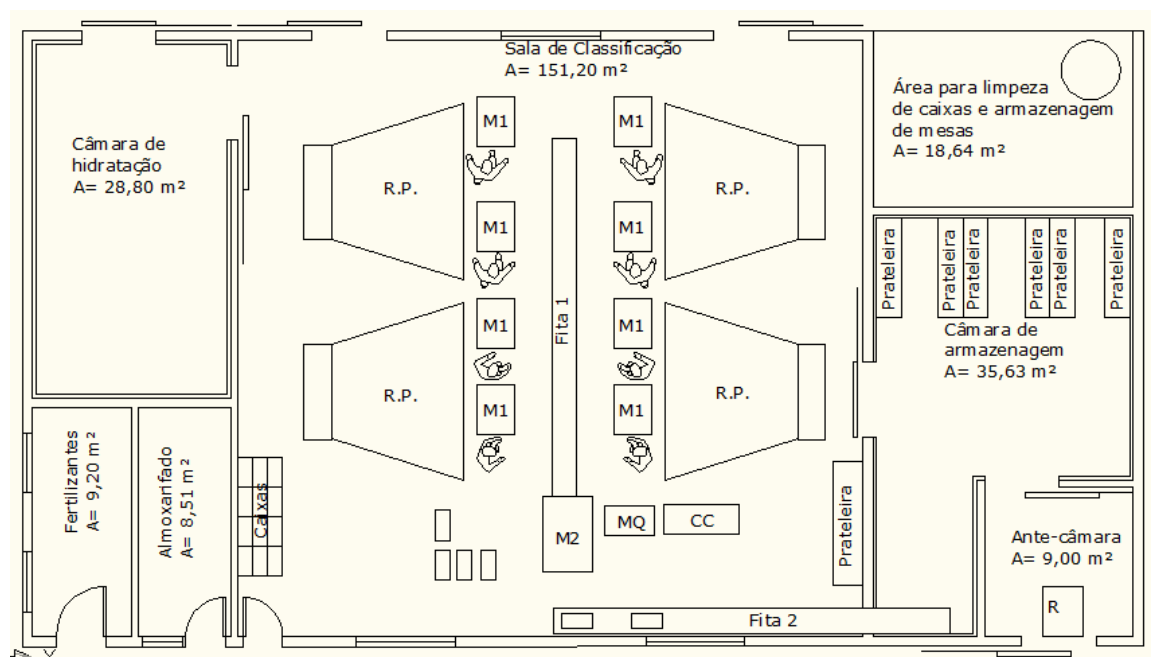 Sala de Classificação
A= 151,20 m²
Câmara de
hidratação
A= 28,80 m²
Área para limpeza
de caixas e armazenagem
de mesas
A= 18,64 m²
M1
M1
R.P.
R.P.
M1
M1
Prateleira
Prateleira
Prateleira
Prateleira
Prateleira
Prateleira
Fita 1
M1
M1
Câmara de
armazenagem
A= 35,63 m²
R.P.
R.P.
M1
M1
Fertilizantes
A= 9,20 m²
Almoxarifado
A= 8,51 m²
Caixas
M2
MQ
CC
Prateleira
Ante-câmara
A= 9,00 m²
R
Fita 2